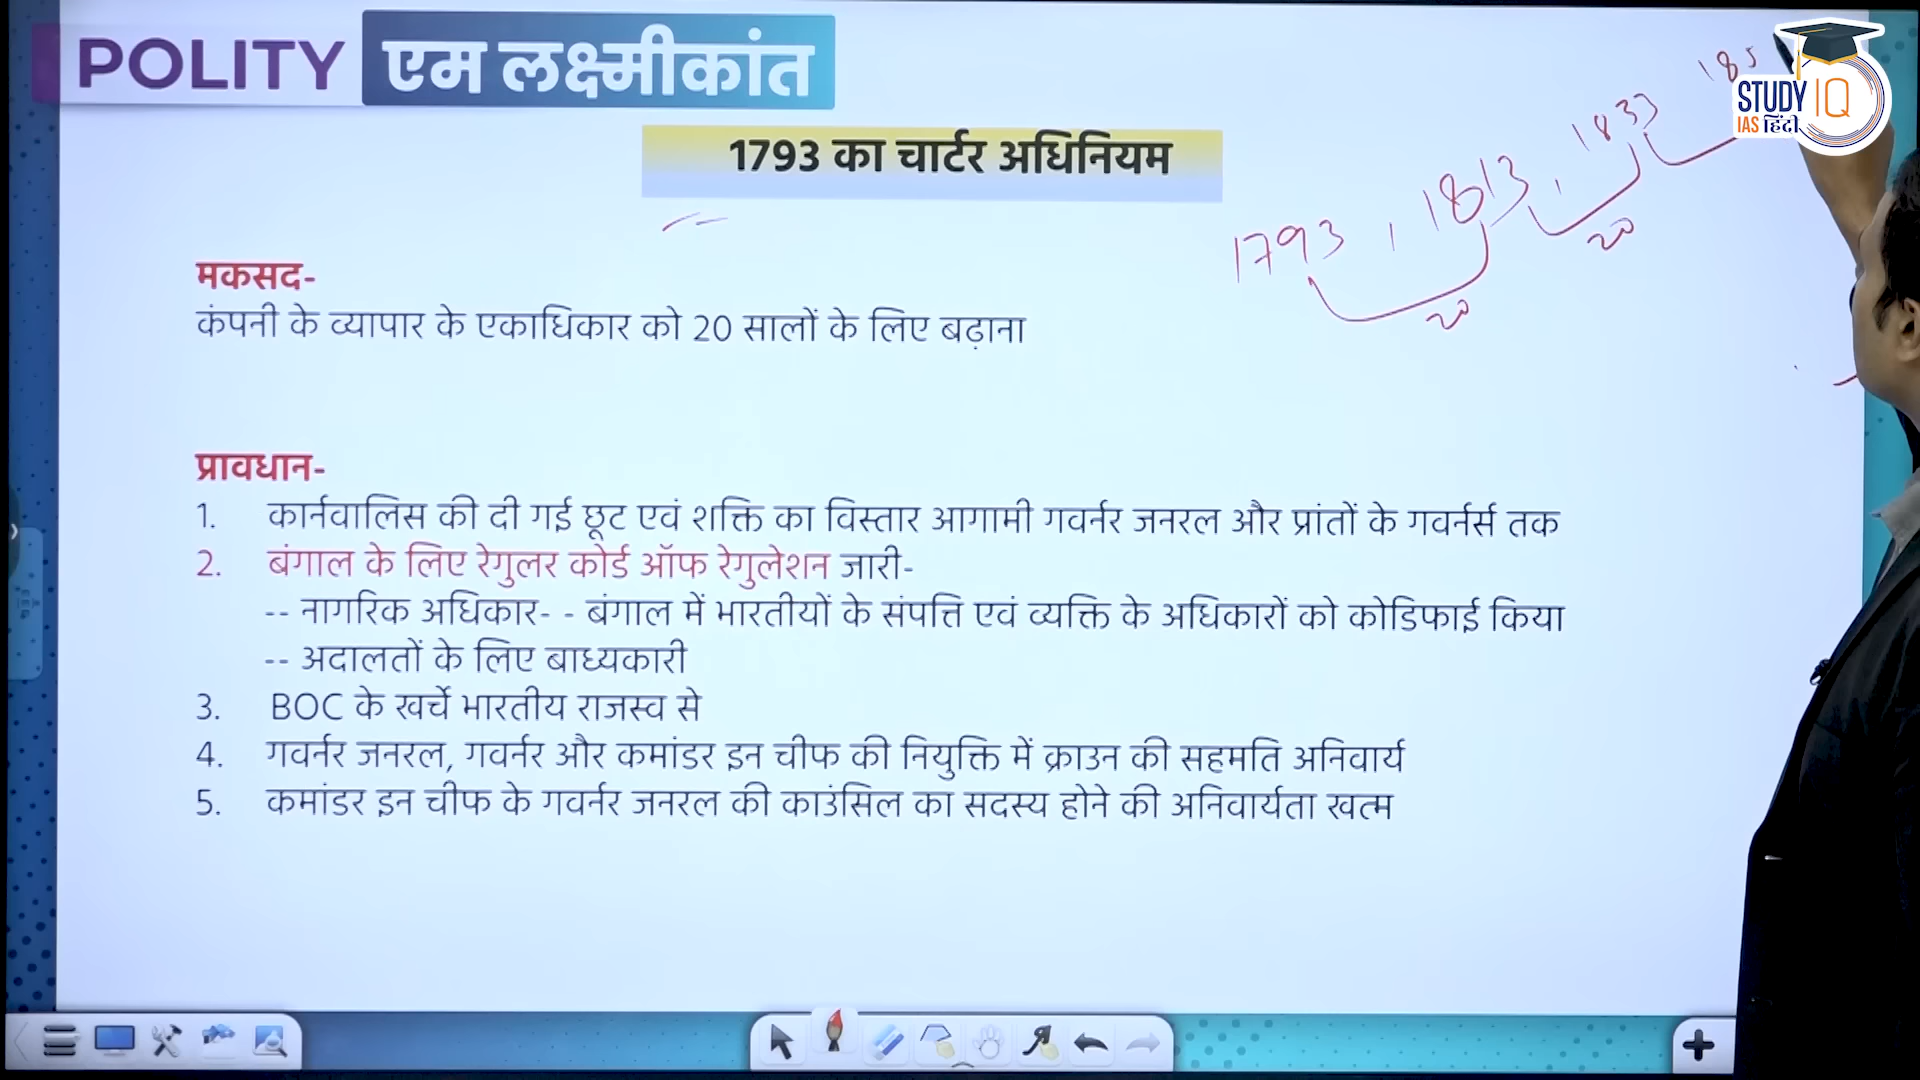 POLITY एम लक्ष्मीकांत
STUDY IQ
IAS हिंदी
1793 का चार्टर अधिनियम
1793, 1813, 1833
20 20
मकसद-
कंपनी के व्यापार के एकाधिकार को 20 सालों के लिए बढ़ाना
प्रावधान-
1. कार्नवालिस की दी गई छूट एवं शक्ति का विस्तार आगामी गवर्नर जनरल और प्रांतों के गवर्नर्स तक
2. बंगाल के लिए रेगुलर कोर्ड ऑफ रेगुलेशन जारी-
-- नागरिक अधिकार- - बंगाल में भारतीयों के संपत्ति एवं व्यक्ति के अधिकारों को कोडिफाई किया
-- अदालतों के लिए बाध्यकारी
3. BOC के खर्चे भारतीय राजस्व से
4. गवर्नर जनरल, गवर्नर और कमांडर इन चीफ की नियुक्ति में क्राउन की सहमति अनिवार्य
5. कमांडर इन चीफ के गवर्नर जनरल की काउंसिल का सदस्य होने की अनिवार्यता खत्म